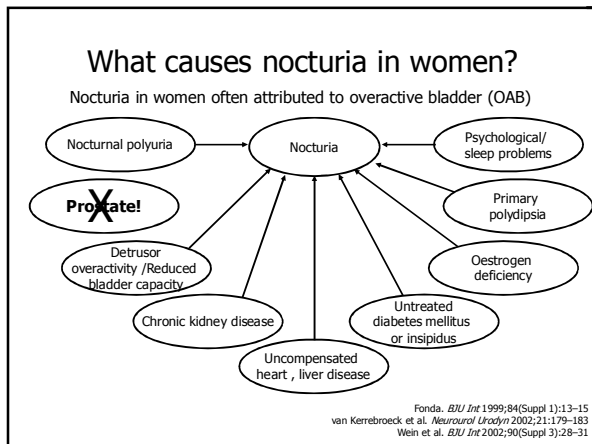 What causes nocturia in women?
Nocturia in women often attributed to overactive bladder (OAB)
Nocturnal polyuria
Nocturia
Psychological/
sleep problems
Prostate!
X
Primary
polydipsia
Detrusor
overactivity /Reduced
bladder capacity
Oestrogen
deficiency
Chronic kidney disease
Untreated
diabetes mellitus
or insipidus
Uncompensated
heart , liver disease
Fonda. BJU Int 1999;84(Suppl 1):13–15
van Kerrebroeck et al. Neurourol Urodyn 2002;21:179–183
Wein et al. BJU Int 2002;90(Suppl 3):28–31